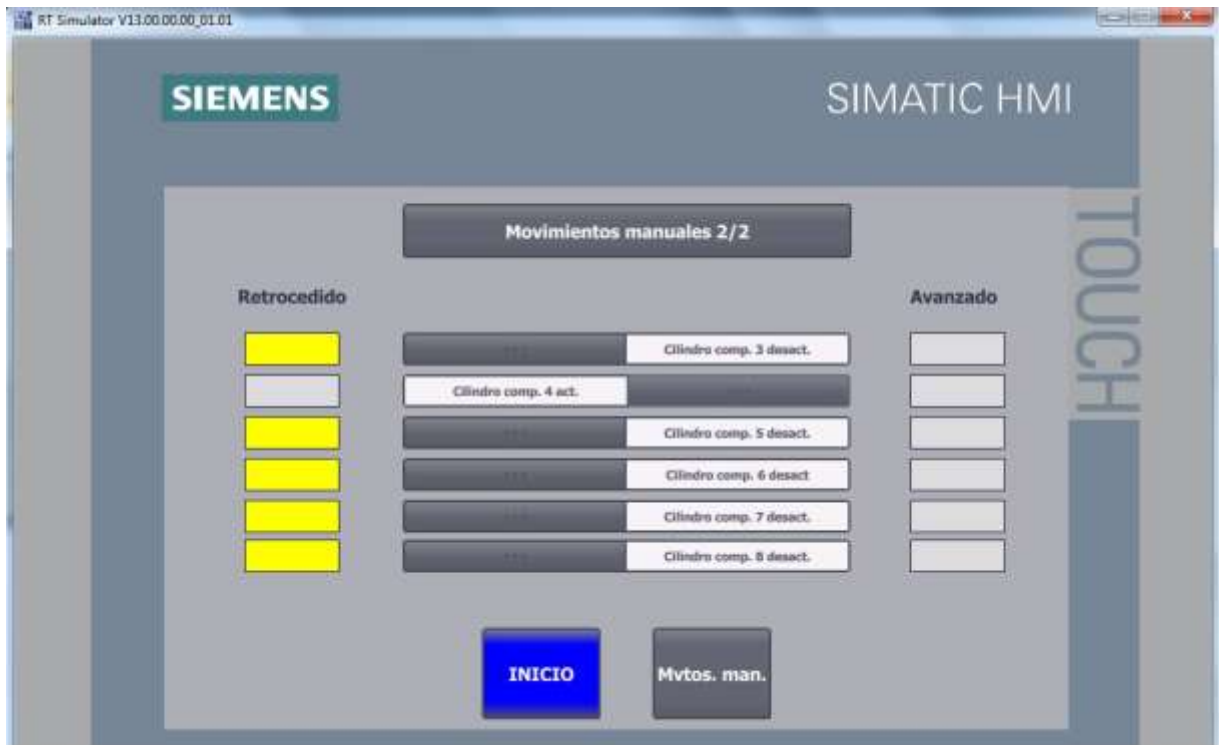 RT Simulator V13.00.00.00_01.01
SIEMENS
SIMATIC HMI
TOUCH
Movimientos manuales 2/2
Retrocedido
Avanzado
Cilindro comp. 3 desact.
Cilindro comp. 4 act.
Cilindro comp. 5 desact.
Cilindro comp. 6 desact
Cilindro comp. 7 desact.
Cilindro comp. 8 desact.
INICIO
Mvtos. man.